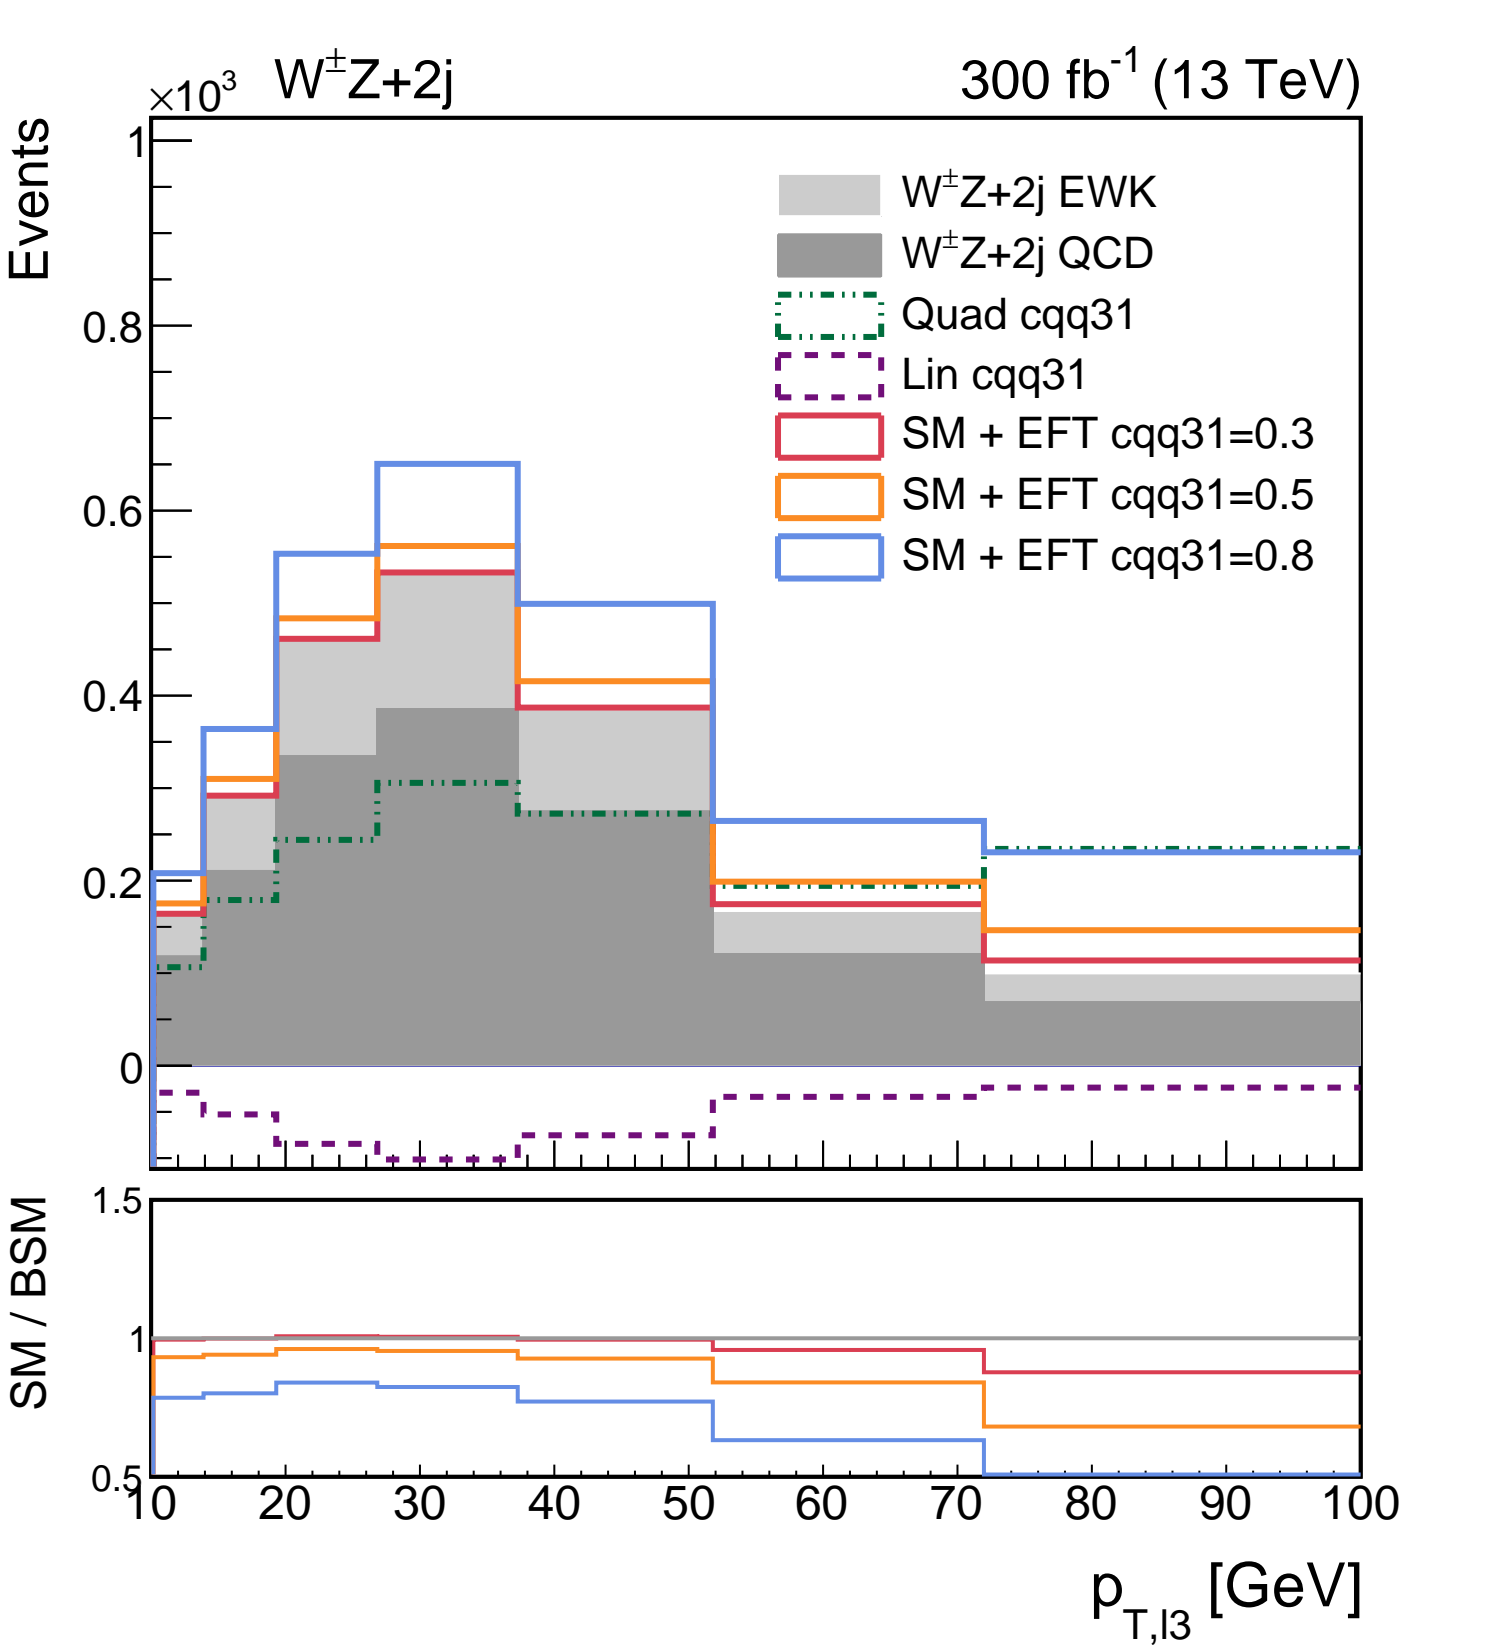 ×10³ W±Z+2j 300 fb⁻¹ (13 TeV)
Events
1
0.8
0.6
0.4
0.2
0
W±Z+2j EWK
W±Z+2j QCD
Quad cqq31
Lin cqq31
SM + EFT cqq31=0.3
SM + EFT cqq31=0.5
SM + EFT cqq31=0.8
SM / BSM
1.5
1
0.5
10 20 30 40 50 60 70 80 90 100
p_T,l3 [GeV]